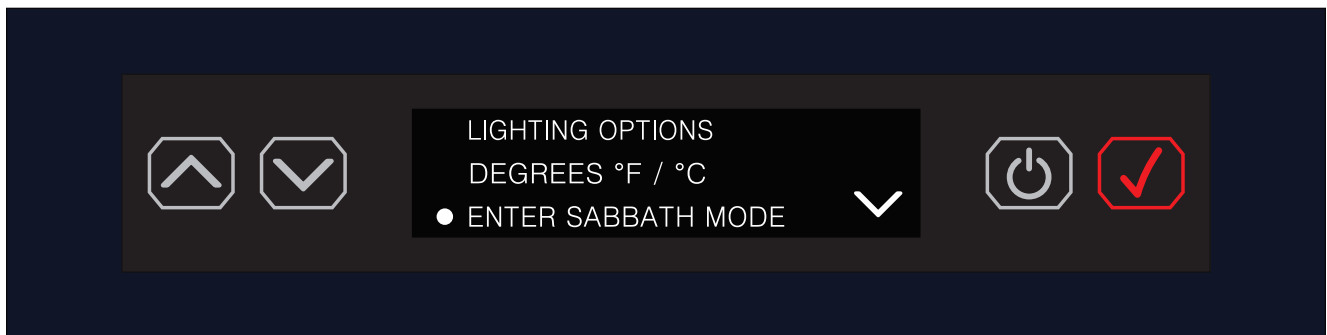 LIGHTING OPTIONS
DEGREES °F / °C
ENTER SABBATH MODE